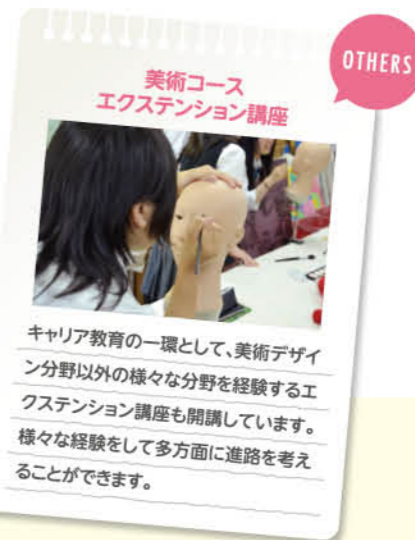 OTHERS
美術コース
エクステンション講座
キャリア教育の一環として、美術デザイ
ン分野以外の様々な分野を経験するエ
クステンション講座も開講しています。
様々な経験をして多方面に進路を考え
ることができます。